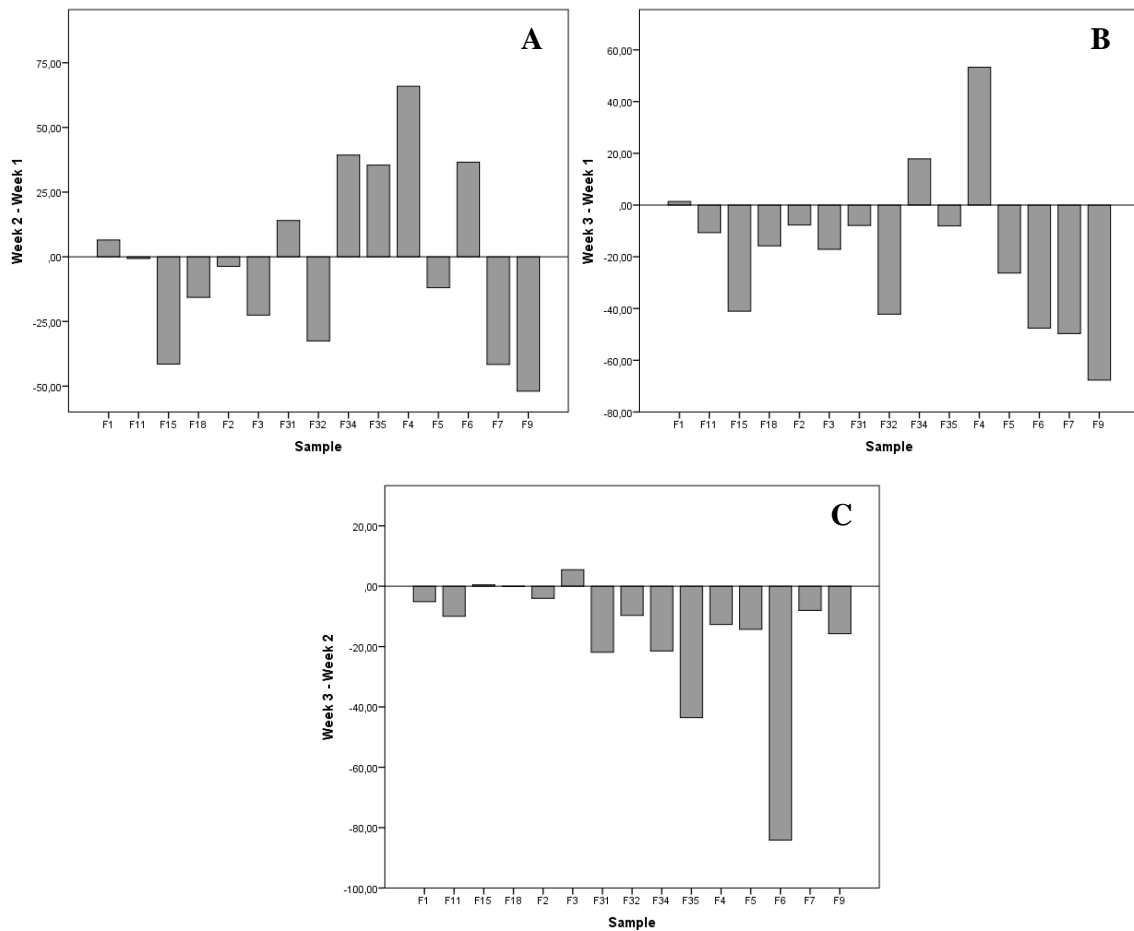 A
Week 2 - Week 1
75,00
50,00
25,00
,00
-25,00
-50,00
F1 F11 F15 F18 F2 F3 F31 F32 F34 F35 F4 F5 F6 F7 F9
Sample
B
Week 3 - Week 1
60,00
40,00
20,00
,00
-20,00
-40,00
-60,00
-80,00
F1 F11 F15 F18 F2 F3 F31 F32 F34 F35 F4 F5 F6 F7 F9
Sample
C
Week 3 - Week 2
20,00
,00
-20,00
-40,00
-60,00
-80,00
-100,00
F1 F11 F15 F18 F2 F3 F31 F32 F34 F35 F4 F5 F6 F7 F9
Sample